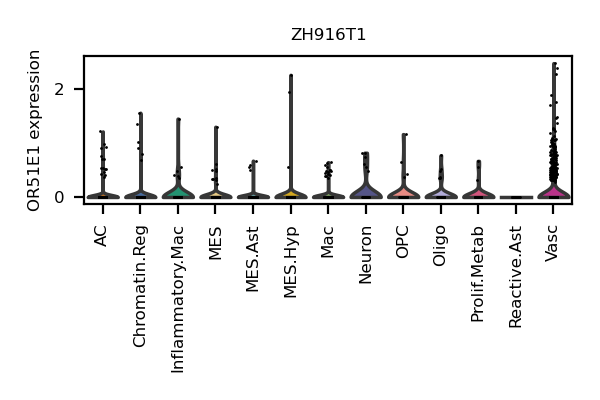 ZH916T1
OR51E1 expression
2
0
AC
Chromatin.Reg
Inflammatory.Mac
MES
MES.Ast
MES.Hyp
Mac
Neuron
OPC
Oligo
Prolif.Metab
Reactive.Ast
Vasc